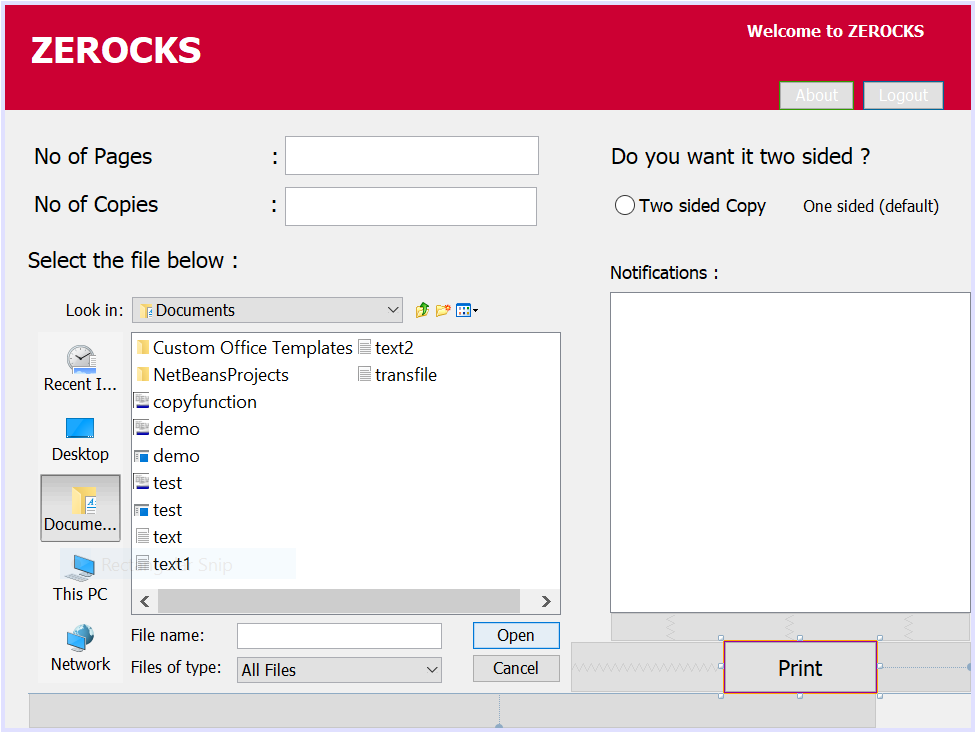 ZEROCKS
Welcome to ZEROCKS
About
Logout
No of Pages :
No of Copies :
Do you want it two sided ?
Two sided Copy
One sided (default)
Select the file below :
Notifications :
Look in:
Documents
Recent I...
Desktop
Docume...
This PC
Network
Custom Office Templates
NetBeansProjects
copyfunction
demo
demo
test
test
text
text1
text2
transfile
File name:
Open
Files of type:
All Files
Cancel
Print